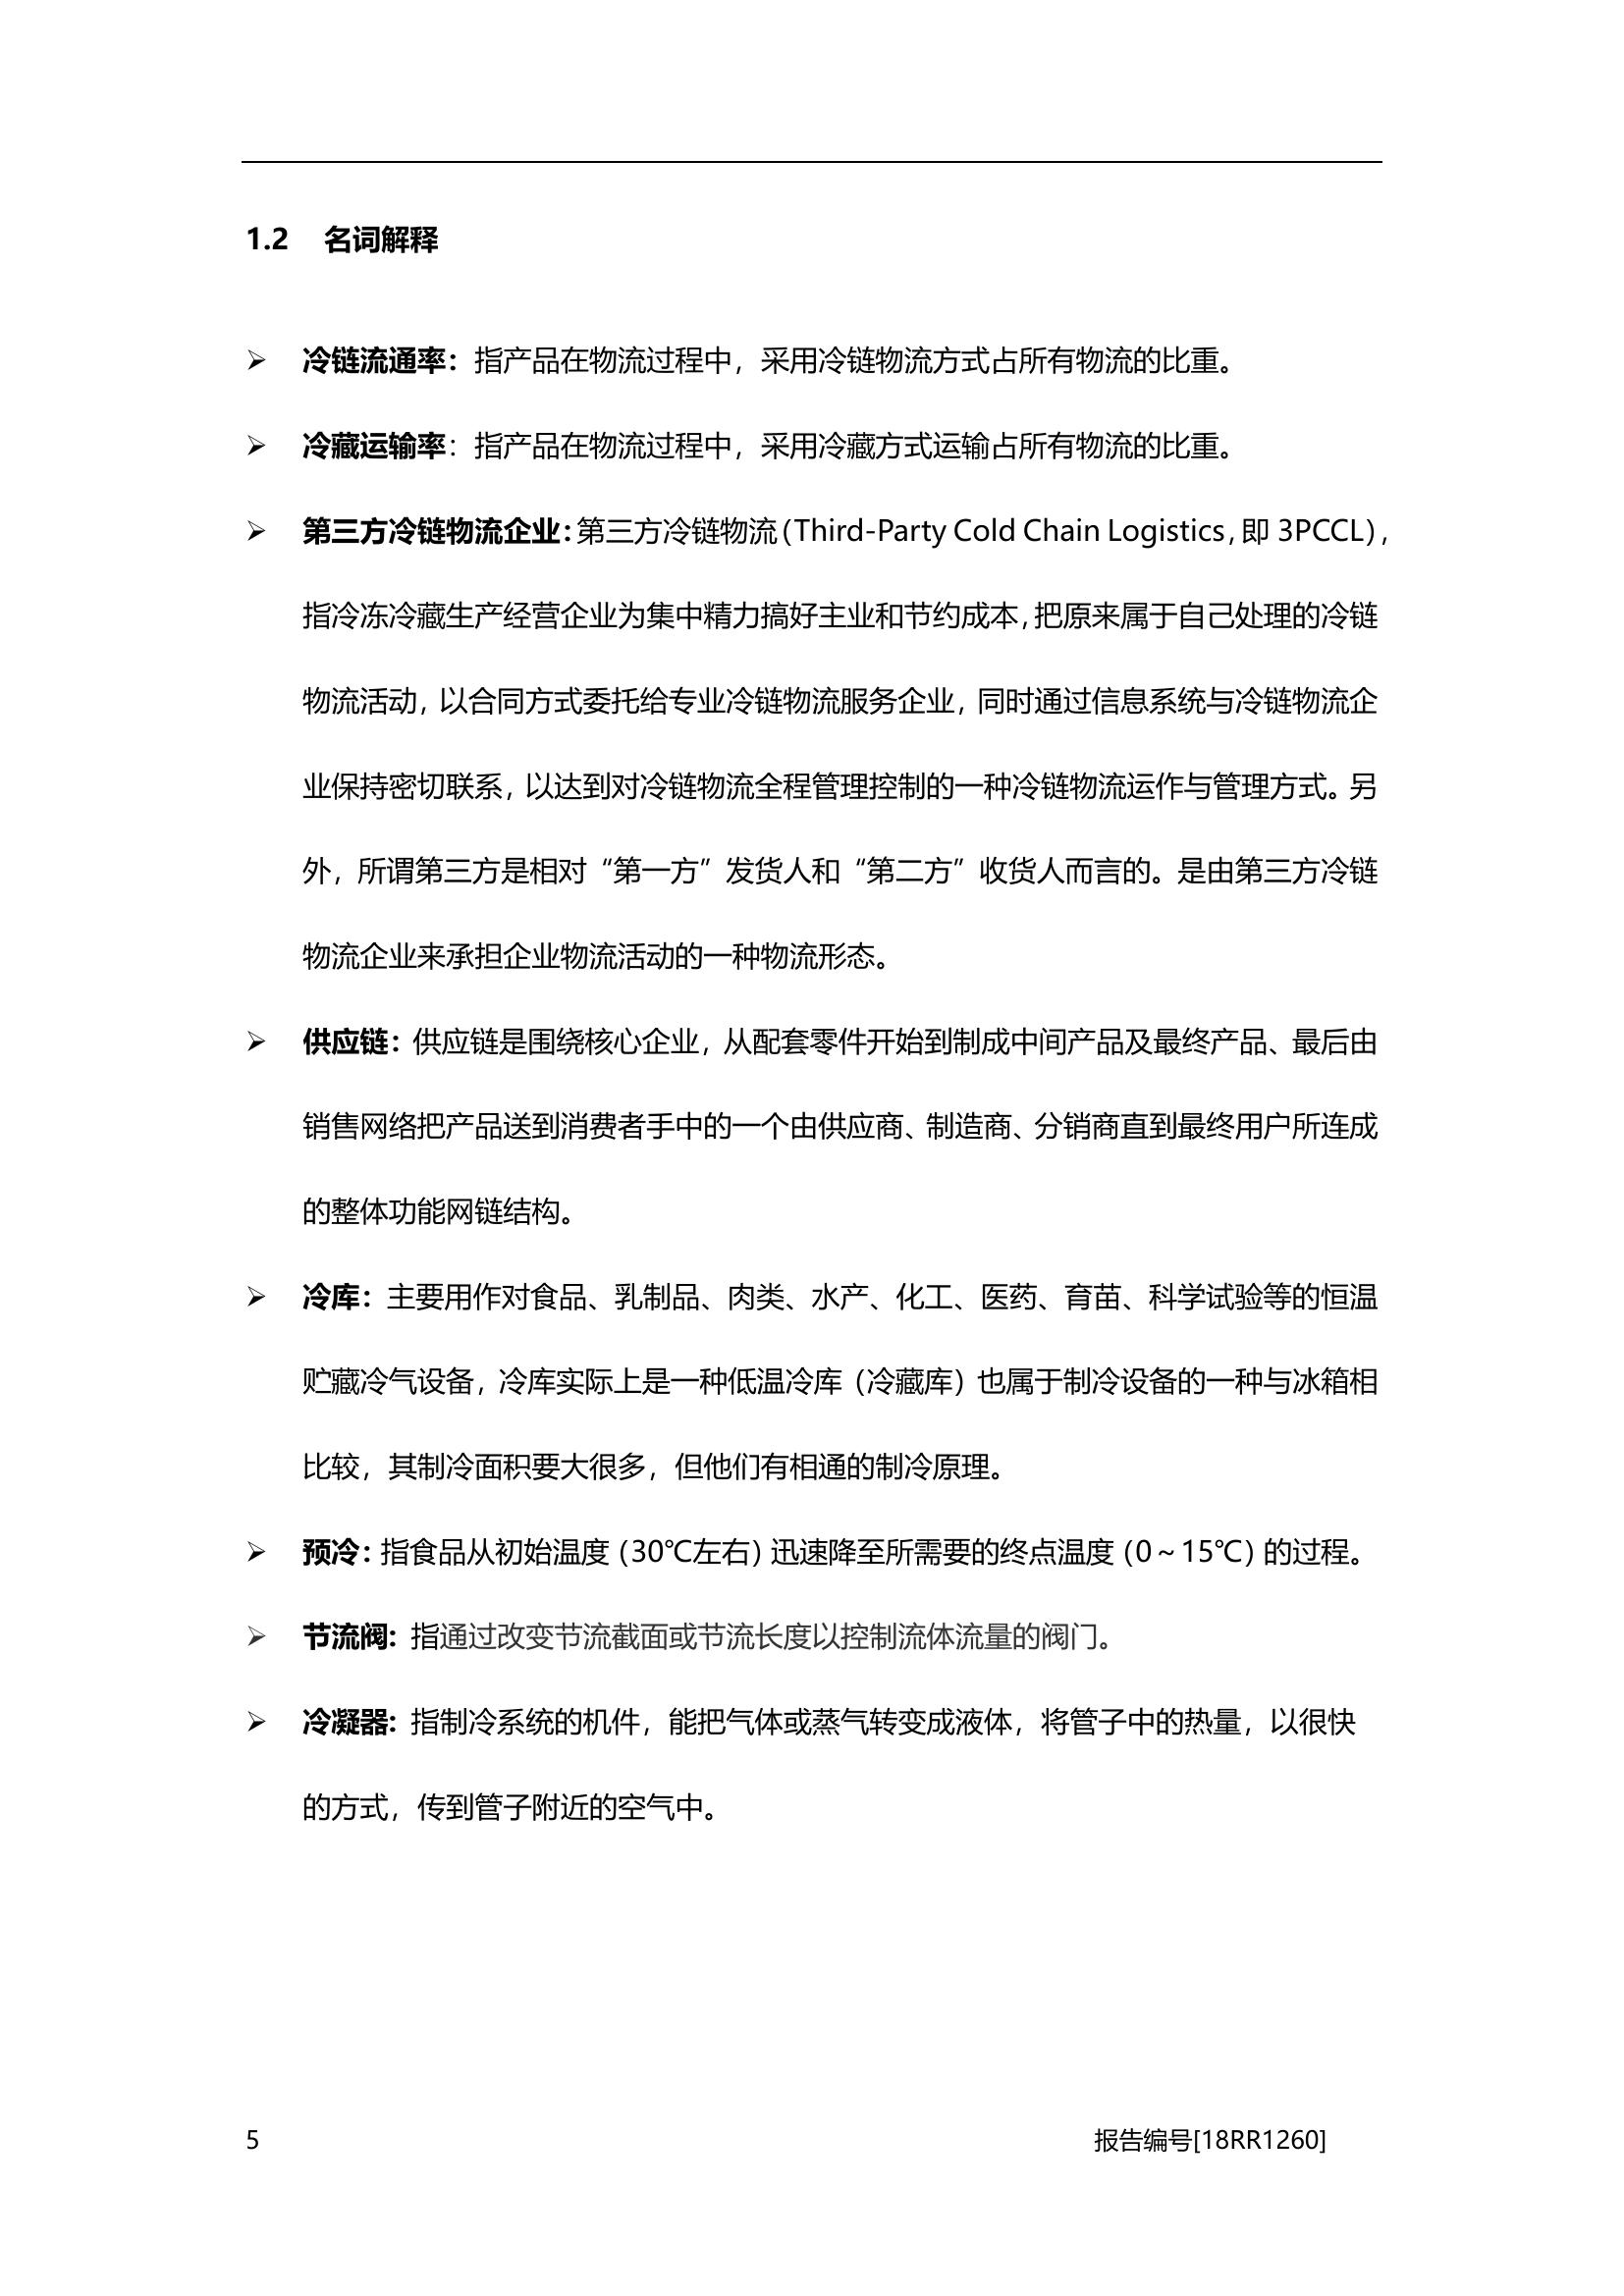 1.2 名词解释
➢ 冷链流通率：指产品在物流过程中，采用冷链物流方式占所有物流的比重。
➢ 冷藏运输率：指产品在物流过程中，采用冷藏方式运输占所有物流的比重。
➢ 第三方冷链物流企业：第三方冷链物流（Third-Party Cold Chain Logistics，即 3PCCL），
指冷冻冷藏生产经营企业为集中精力搞好主业和节约成本，把原来属于自己处理的冷链
物流活动，以合同方式委托给专业冷链物流服务企业，同时通过信息系统与冷链物流企
业保持密切联系，以达到对冷链物流全程管理控制的一种冷链物流运作与管理方式。另
外，所谓第三方是相对“第一方”发货人和“第二方”收货人而言的。是由第三方冷链
物流企业来承担企业物流活动的一种物流形态。
➢ 供应链：供应链是围绕核心企业，从配套零件开始到制成中间产品及最终产品、最后由
销售网络把产品送到消费者手中的一个由供应商、制造商、分销商直到最终用户所连成
的整体功能网链结构。
➢ 冷库：主要用作对食品、乳制品、肉类、水产、化工、医药、育苗、科学试验等的恒温
贮藏冷气设备，冷库实际上是一种低温冷库（冷藏库）也属于制冷设备的一种与冰箱相
比较，其制冷面积要大很多，但他们有相通的制冷原理。
➢ 预冷：指食品从初始温度（30℃左右）迅速降至所需要的终点温度（0～15℃）的过程。
➢ 节流阀: 指通过改变节流截面或节流长度以控制流体流量的阀门。
➢ 冷凝器: 指制冷系统的机件，能把气体或蒸气转变成液体，将管子中的热量，以很快
的方式，传到管子附近的空气中。
5 报告编号[18RR1260]